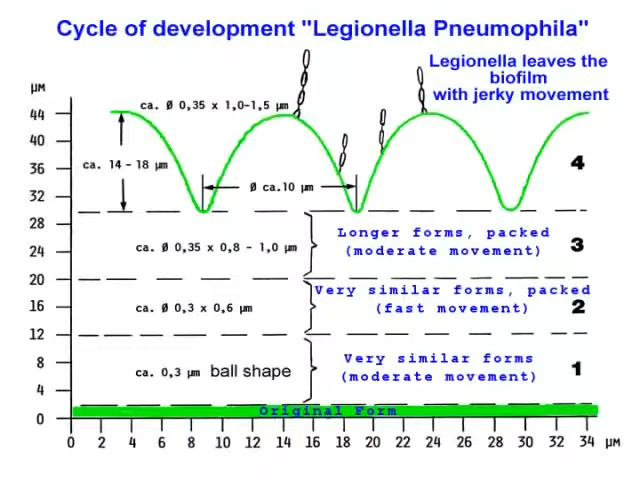 Cycle of development "Legionella Pneumophila"
Legionella leaves the
biofilm
with jerky movement
µM
44
ca. Ø 0,35 x 1,0-1,5 µm
40
36
ca. 14 - 18 µm
4
32
Ø ca.10 µm
28
Longer forms, packed
24
ca. Ø 0,35 x 0,8 - 1,0 µm
(moderate movement)
3
20
Very similar forms, packed
16
ca. Ø 0,3 x 0,6 µm
(fast movement)
2
12
8
Very similar forms
ca. 0,3 µm ball shape
(moderate movement)
1
4
Original Form
0
0 2 4 6 8 10 12 14 16 18 20 22 24 26 28 30 32 34 µM